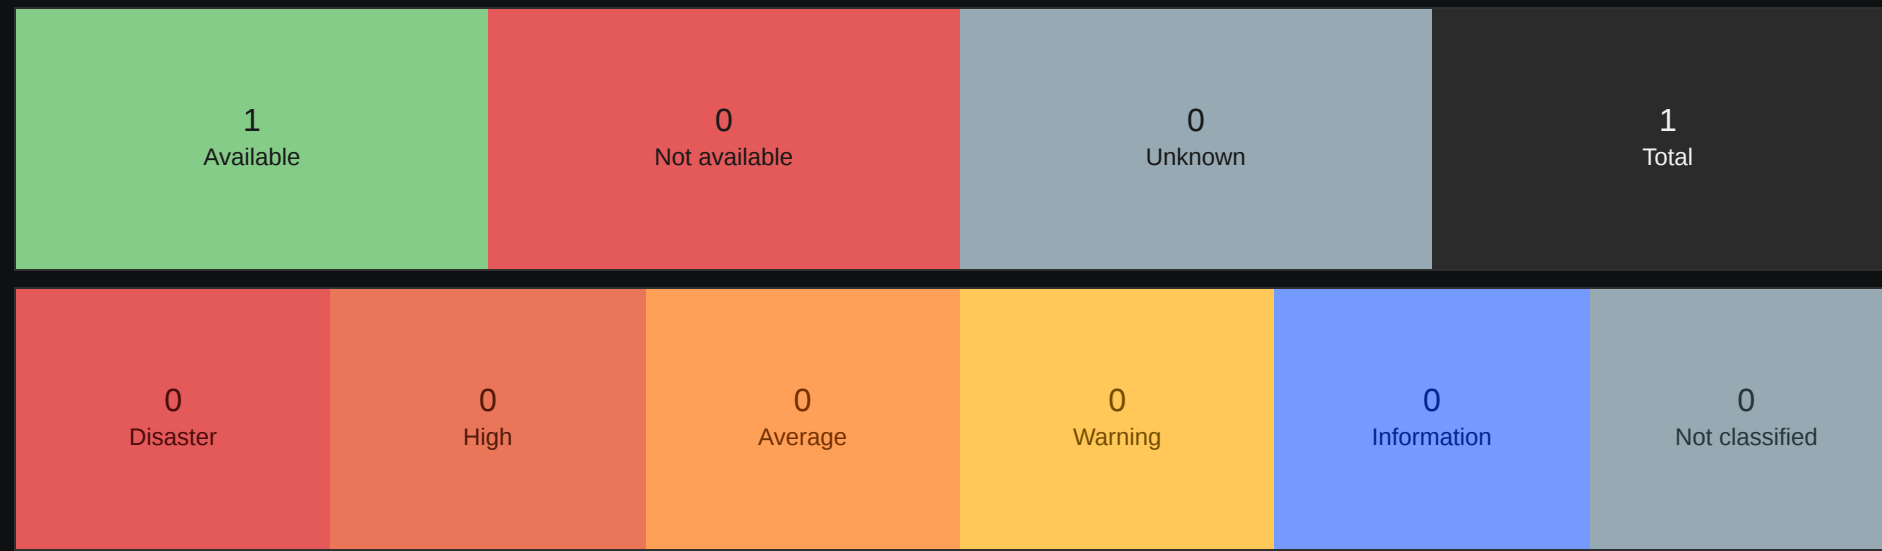 1
Available
0
Not available
0
Unknown
1
Total
0
Disaster
0
High
0
Average
0
Warning
0
Information
0
Not classified